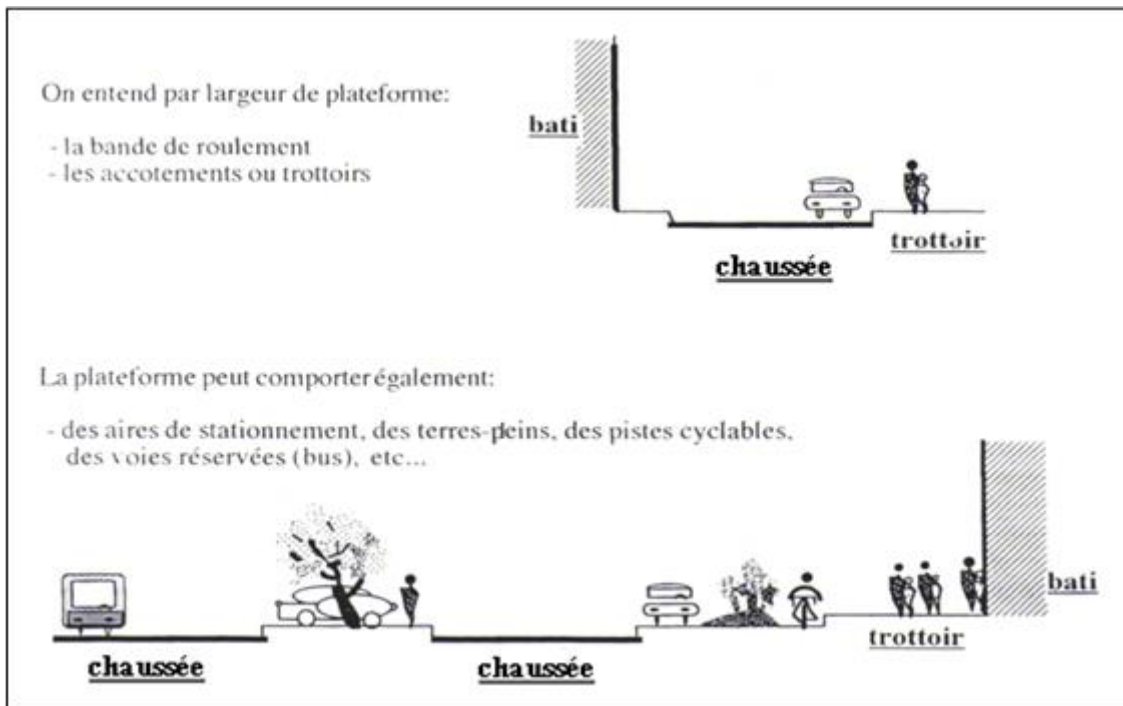 On entend par largeur de plateforme:
- la bande de roulement
- les accotements ou trottoirs
bati
trottoir
chaussée
La plateforme peut comporter également:
- des aires de stationnement, des terres-pleins, des pistes cyclables,
des voies réservées (bus), etc...
bati
trottoir
chaussée
chaussée